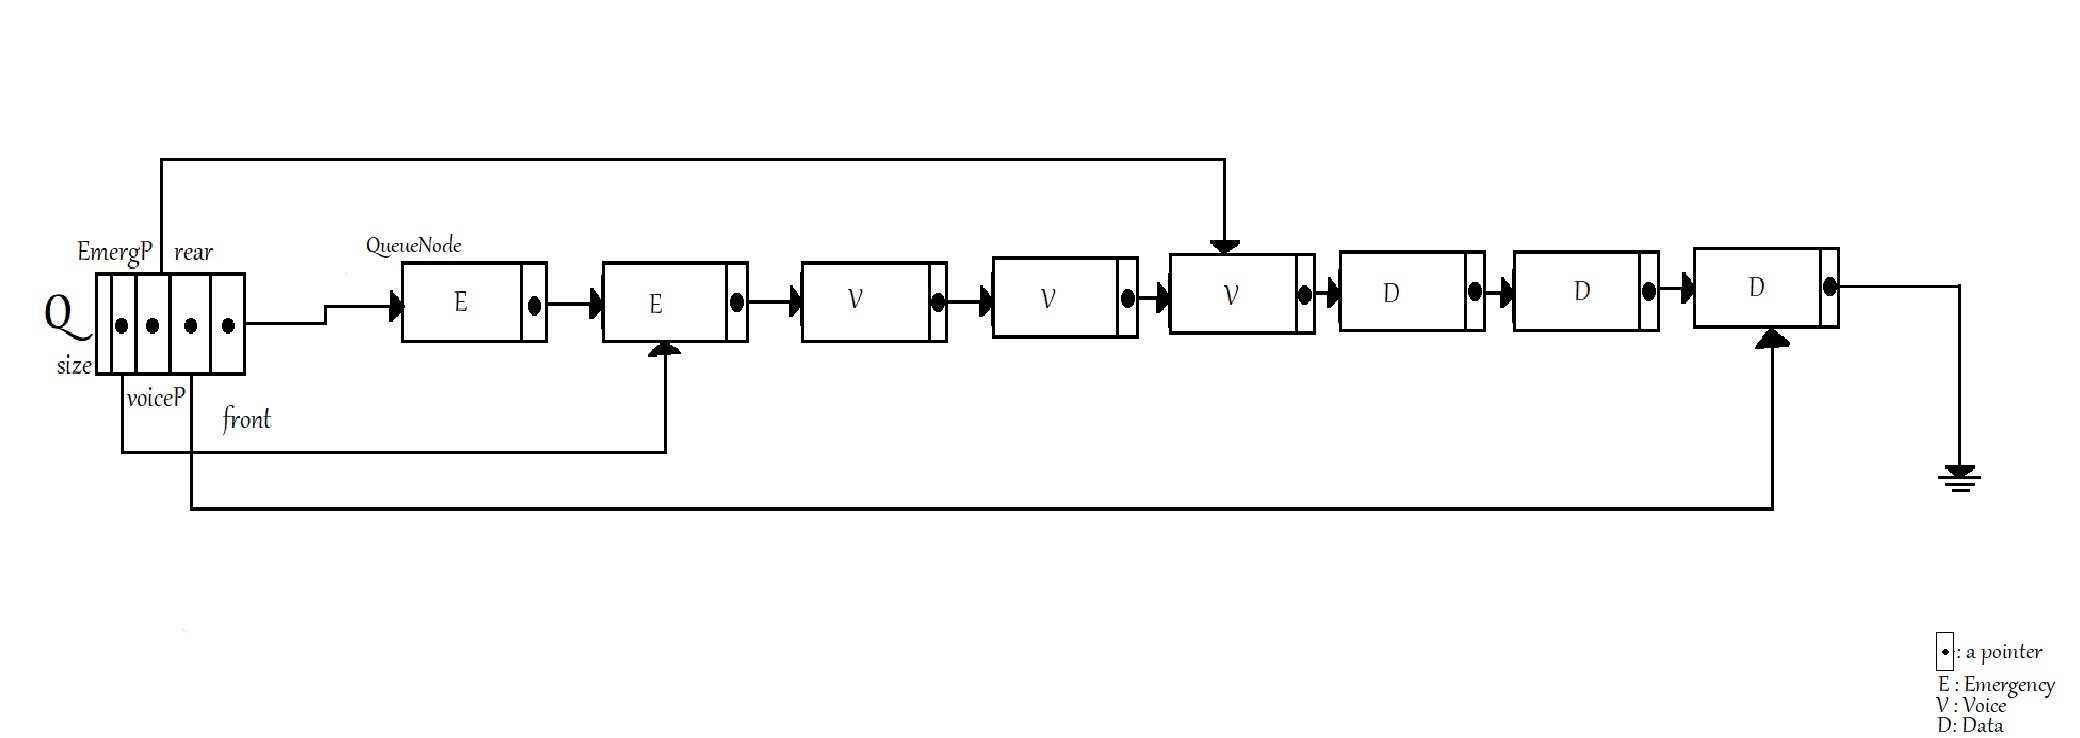 EmergP rear
QueueNode
Q
size
voiceP
front
E
E
V
V
V
D
D
D
: a pointer
E : Emergency
V : Voice
D: Data